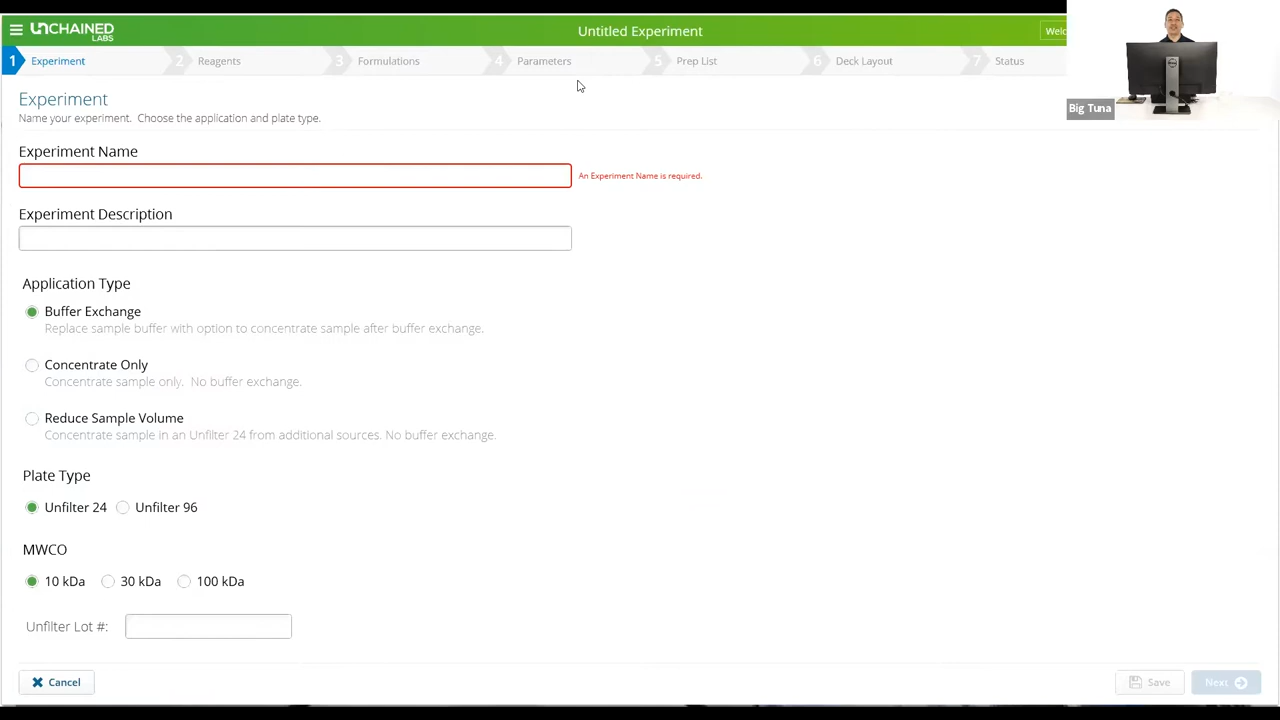 UNCHAINED LABS
Untitled Experiment
Welc
1 Experiment
2 Reagents
3 Formulations
4 Parameters
5 Prep List
6 Deck Layout
7 Status
Big Tuna
Experiment
Name your experiment. Choose the application and plate type.
Experiment Name
An Experiment Name is required.
Experiment Description
Application Type
Buffer Exchange
Replace sample buffer with option to concentrate sample after buffer exchange.
Concentrate Only
Concentrate sample only. No buffer exchange.
Reduce Sample Volume
Concentrate sample in an Unfilter 24 from additional sources. No buffer exchange.
Plate Type
Unfilter 24 Unfilter 96
MWCO
10 kDa 30 kDa 100 kDa
Unfilter Lot #:
Cancel
Save
Next